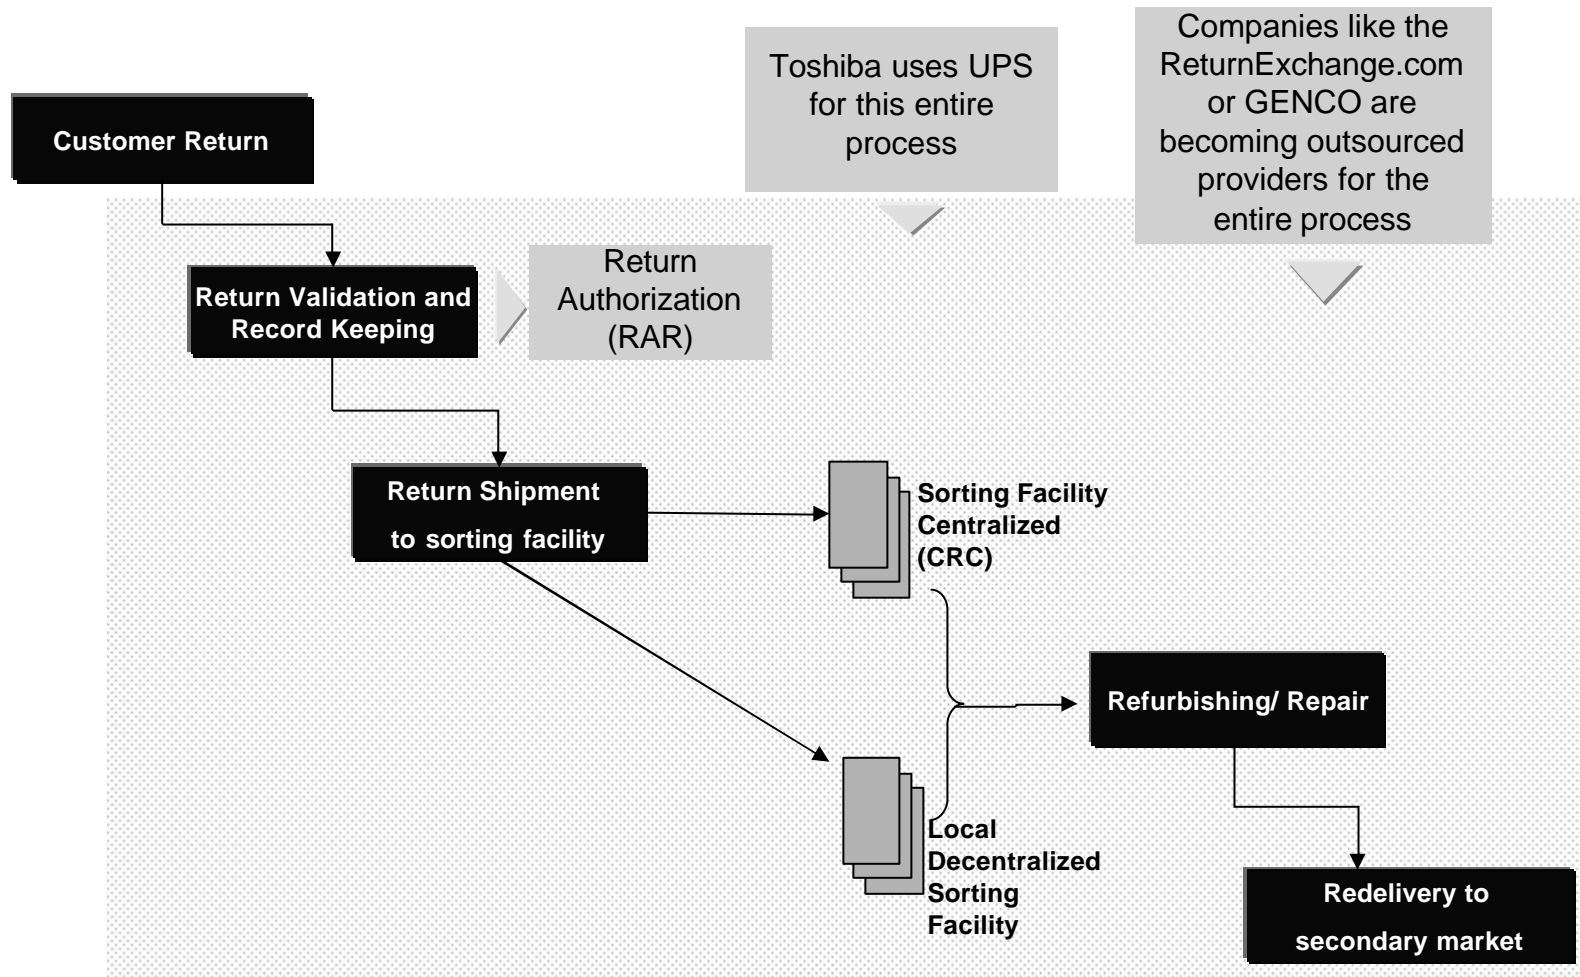 Toshiba uses UPS
for this entire
process
Companies like the
ReturnExchange.com
or GENCO are
becoming outsourced
providers for the
entire process
Customer Return
Return Validation and
Record Keeping
Return
Authorization
(RAR)
Return Shipment
to sorting facility
Sorting Facility
Centralized
(CRC)
Refurbishing/ Repair
Local
Decentralized
Sorting
Facility
Redelivery to
secondary market